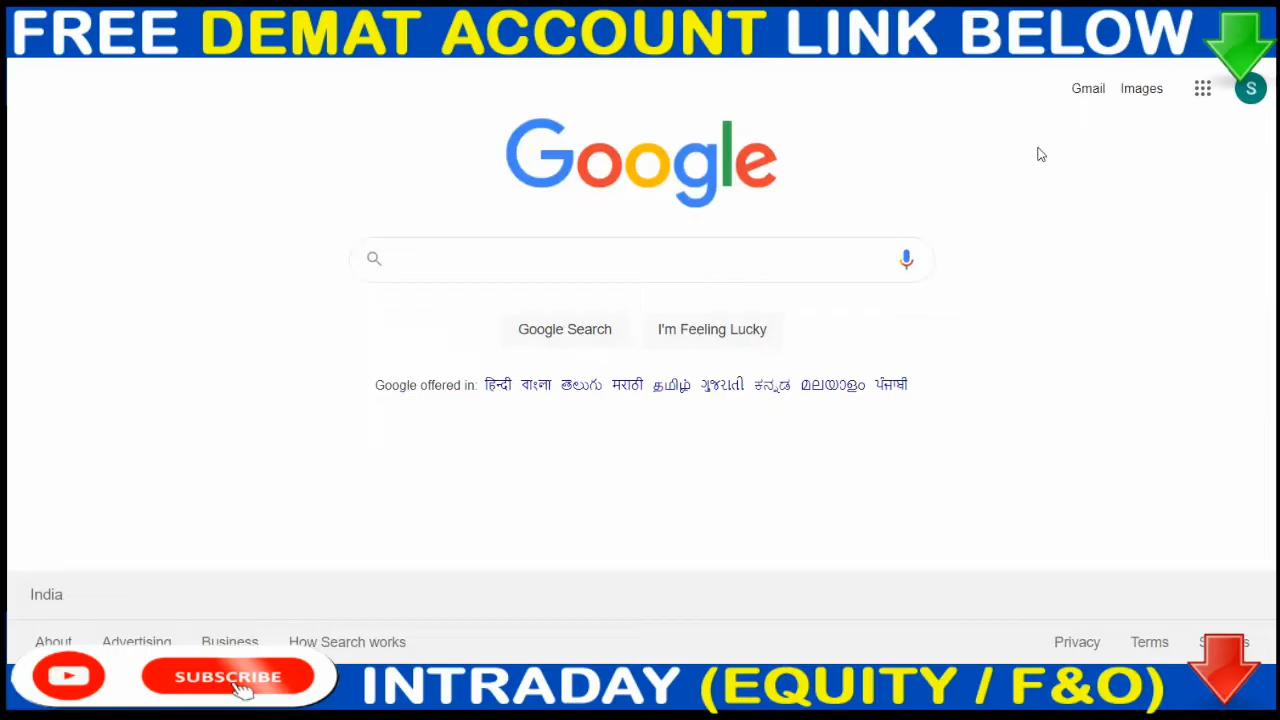 FREE DEMAT ACCOUNT LINK BELOW
Gmail Images
S
Google
Google Search I'm Feeling Lucky
Google offered in: हिन्दी বাংলা తెలుగు मराठी தமிழ் ગુજરાતી ಕನ್ನಡ മലയാളം ਪੰਜਾਬੀ
India
About Advertising Business How Search works Privacy Terms
SUBSCRIBE
INTRADAY (EQUITY / F&O)